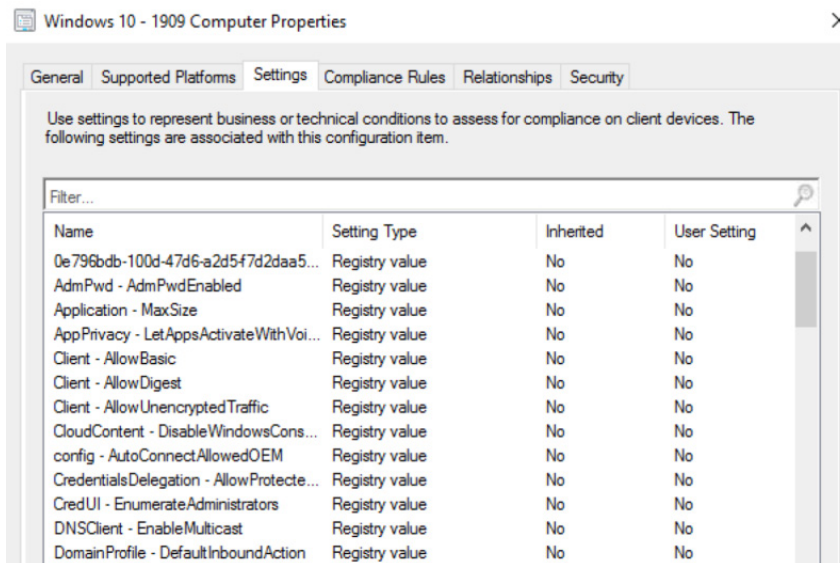 Windows 10 - 1909 Computer Properties
General Supported Platforms Settings Compliance Rules Relationships Security
Use settings to represent business or technical conditions to assess for compliance on client devices. The
following settings are associated with this configuration item.
Filter...
Name Setting Type Inherited User Setting
0e796bdb-100d-47d6-a2d5-f7d2daa5... Registry value No No
AdmPwd - AdmPwdEnabled Registry value No No
Application - MaxSize Registry value No No
AppPrivacy - LetAppsActivateWithVoi... Registry value No No
Client - AllowBasic Registry value No No
Client - AllowDigest Registry value No No
Client - AllowUnencryptedTraffic Registry value No No
CloudContent - DisableWindowsCons... Registry value No No
config - AutoConnectAllowedOEM Registry value No No
CredentialsDelegation - AllowProtecte... Registry value No No
CredUI - EnumerateAdministrators Registry value No No
DNSClient - EnableMulticast Registry value No No
DomainProfile - DefaultInboundAction Registry value No No